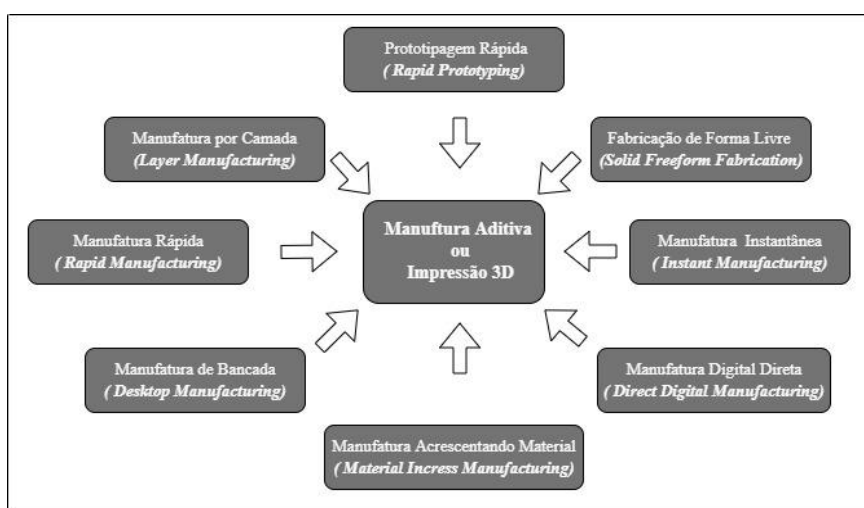 Prototipagem Rápida
( Rapid Prototyping)
Manufatura por Camada
(Layer Manufacturing)
Fabricação de Forma Livre
(Solid Freeform Fabrication)
Manuftura Aditiva
ou
Impressão 3D
Manufatura Rápida
( Rapid Manufacturing)
Manufatura Instantânea
( Instant Manufacturing)
Manufatura de Bancada
( Desktop Manufacturing)
Manufatura Digital Direta
( Direct Digital Manufacturing)
Manufatura Acrescentando Material
( Material Incress Manufacturing)